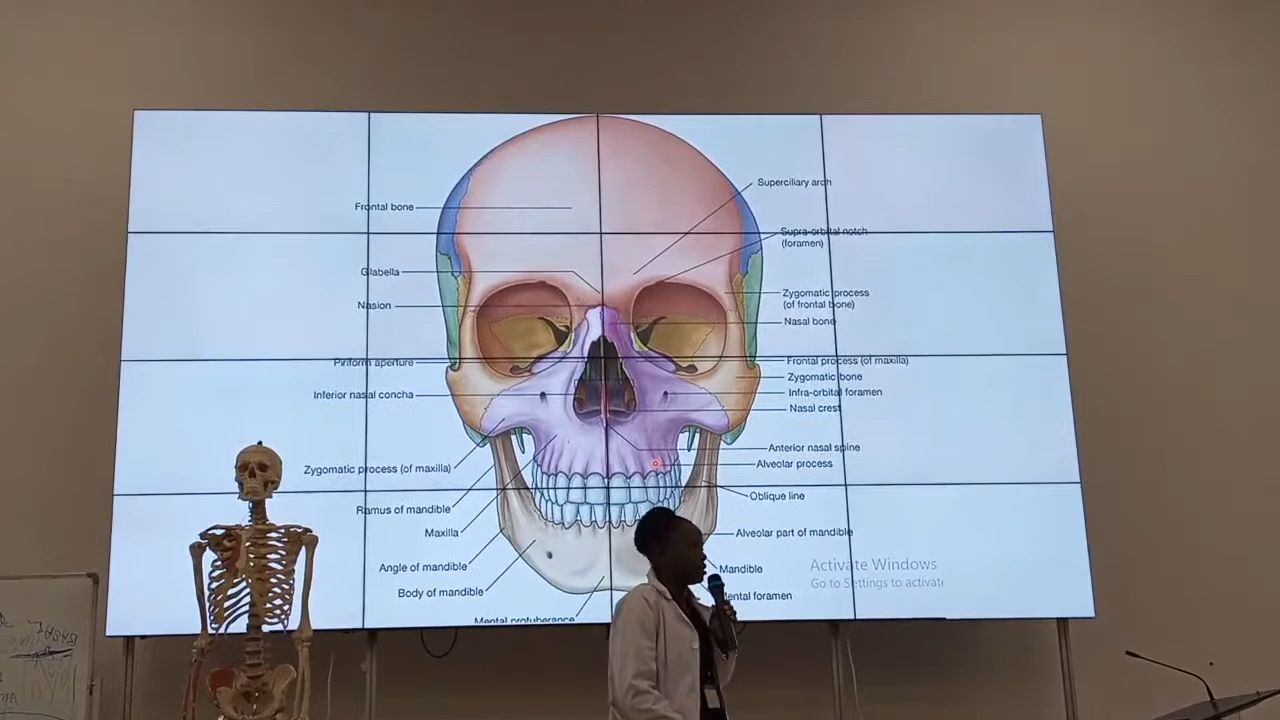 Superciliary arch
Frontal bone
Supra-orbital notch
(foramen)
Glabella
Zygomatic process
(of frontal bone)
Nasion
Nasal bone
Piriform aperture
Frontal process (of maxilla)
Zygomatic bone
Inferior nasal concha
Infra-orbital foramen
Nasal crest
Anterior nasal spine
Zygomatic process (of maxilla)
Alveolar process
Oblique line
Ramus of mandible
Maxilla
Alveolar part of mandible
Angle of mandible
Mandible
Activate Windows
Go to Settings to activate
Body of mandible
Mental foramen
Mental protuberance